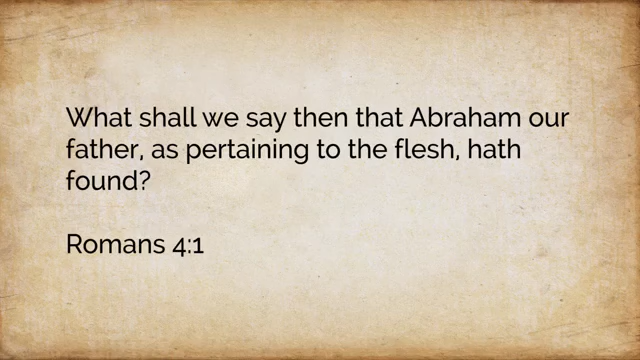 What shall we say then that Abraham our
father, as pertaining to the flesh, hath
found?
Romans 4:1